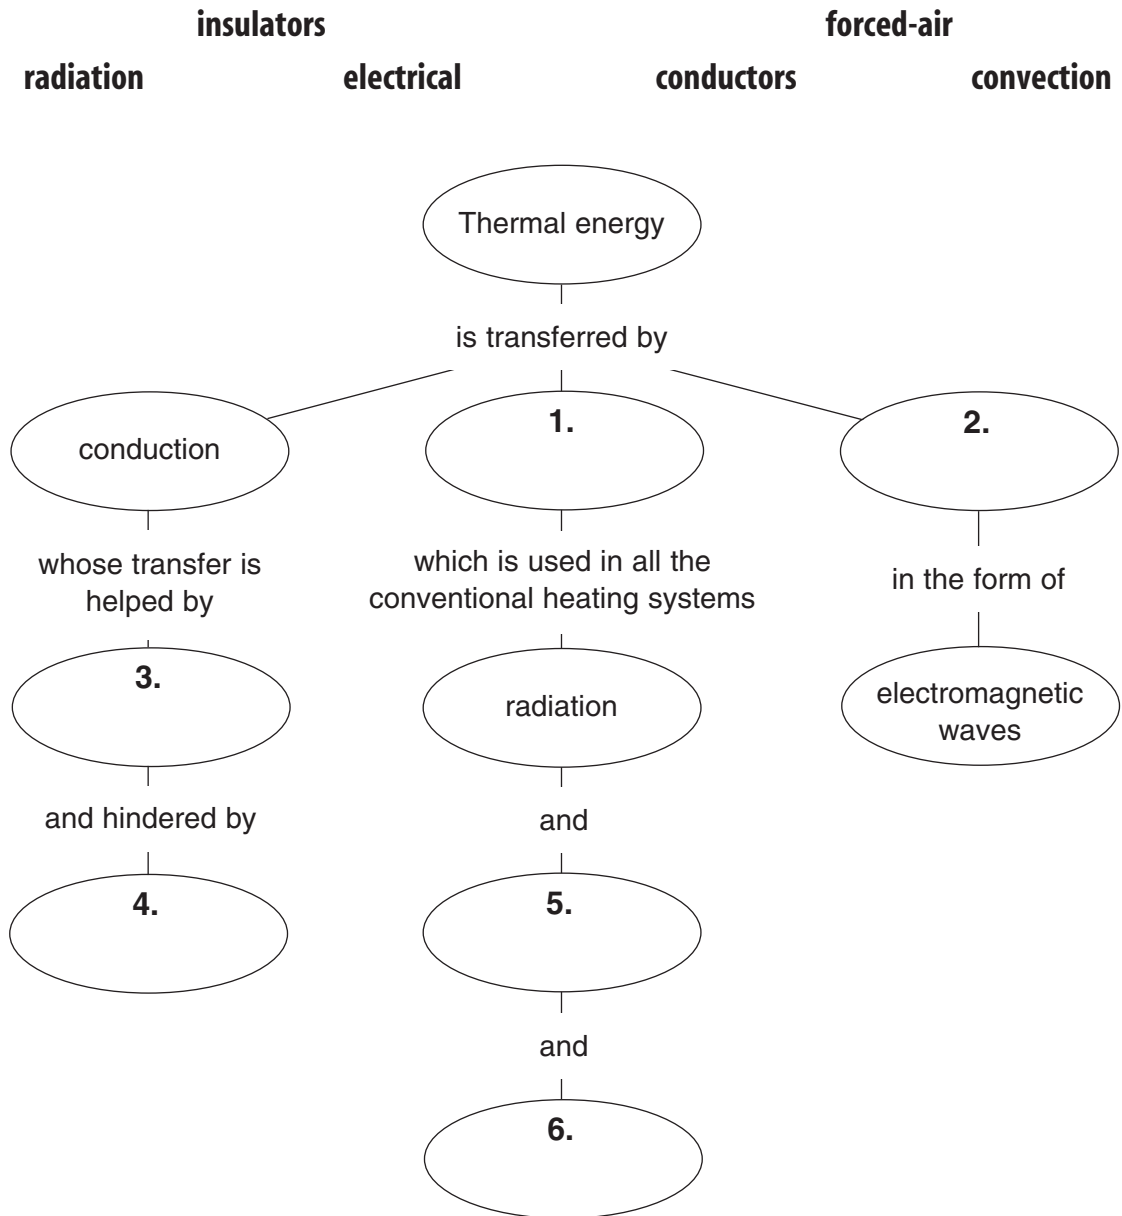 insulators forced-air
radiation electrical conductors convection
Thermal energy
is transferred by
conduction
1.
2.
whose transfer is
helped by
which is used in all the
conventional heating systems
in the form of
3.
radiation
electromagnetic
waves
and hindered by
and
4.
5.
and
6.